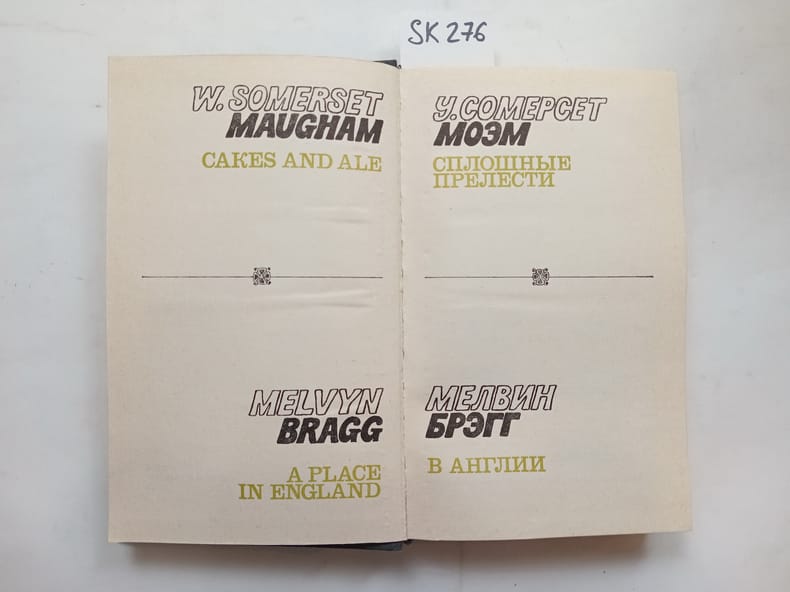 SK 276
W. SOMERSET
MAUGHAM
CAKES AND ALE
MELVYN
BRAGG
A PLACE
IN ENGLAND
У. СОМЕРСЕТ
МОЭМ
СПЛОШНЫЕ
ПРЕЛЕСТИ
МЕЛВИН
БРЭГГ
В АНГЛИИ